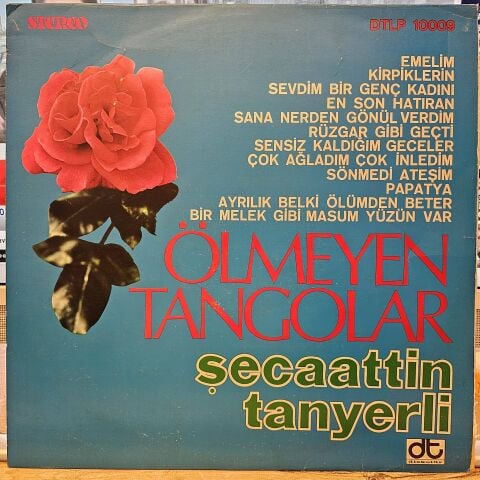 STEREO
DTLP 10009
EMELİM
KİRPİKLERİN
SEVDİM BİR GENÇ KADINI
EN SON HATIRAN
SANA NERDEN GÖNÜL VERDİM
RÜZGAR GİBİ GEÇTİ
SENSİZ KALDIĞIM GECELER
ÇOK AĞLADIM ÇOK İNLEDİM
SÖNMEDİ ATEŞİM
PAPATYA
AYRILIK BELKİ ÖLÜMDEN BETER
BİR MELEK GİBİ MASUM YÜZÜN VAR
ÖLMEYEN
TANGOLAR
şecaattin
tanyerli
dt